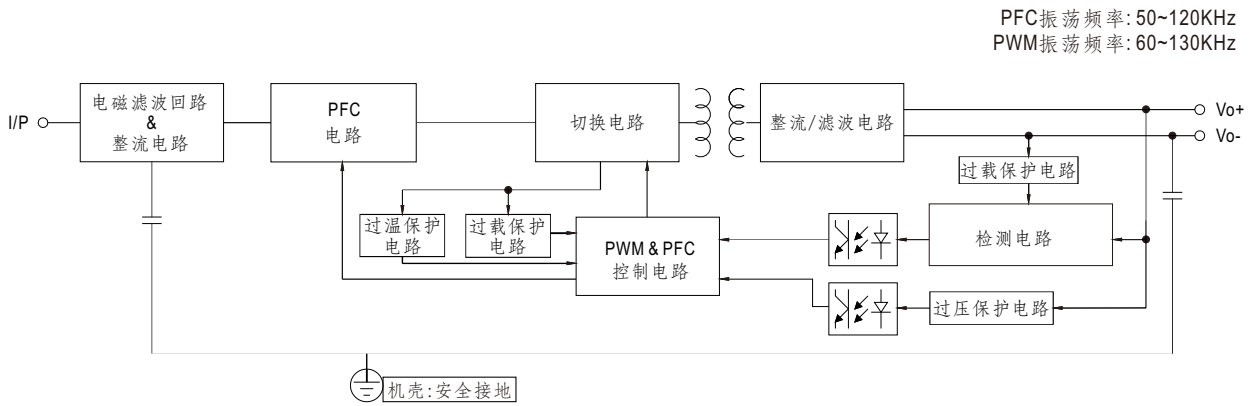 PFC振荡频率: 50~120KHz
PWM振荡频率: 60~130KHz
I/P
电磁滤波回路
&
整流电路
PFC
电路
切换电路
整流/滤波电路
Vo+
Vo-
过载保护电路
过温保护
电路
过载保护
电路
PWM & PFC
控制电路
检测电路
过压保护电路
机壳:安全接地